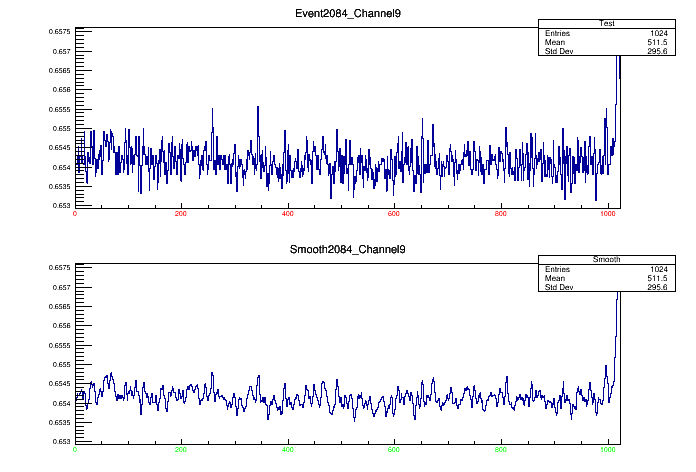 Event2084_Channel9
Test
Entries 1024
Mean 511.5
Std Dev 295.6
0.6575
0.657
0.6565
0.656
0.6555
0.655
0.6545
0.654
0.6535
0.653
0 200 400 600 800 1000
Smooth2084_Channel9
Smooth
Entries 1024
Mean 511.5
Std Dev 295.6
0.6575
0.657
0.6565
0.656
0.6555
0.655
0.6545
0.654
0.6535
0.653
0 200 400 600 800 1000